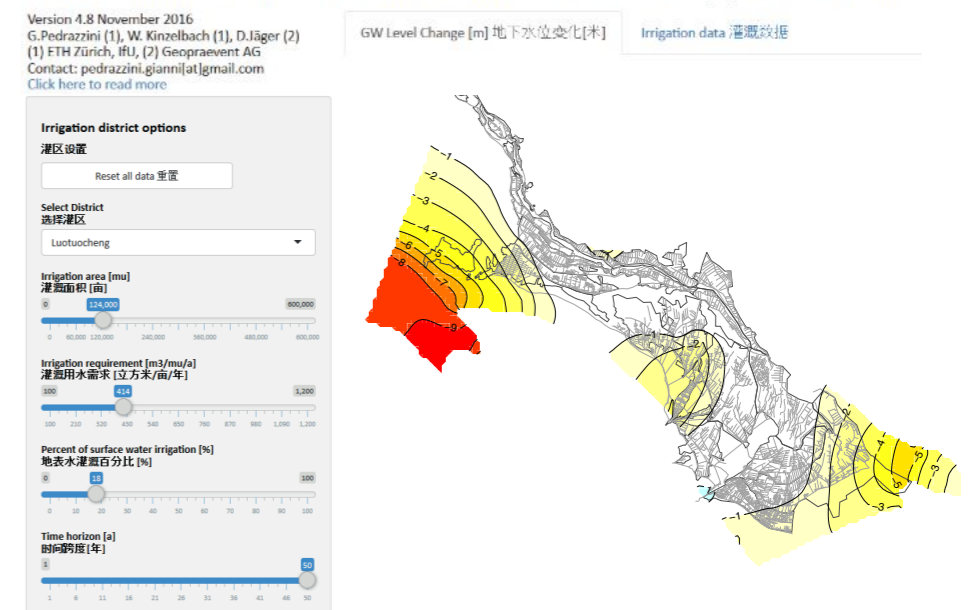 Version 4.8 November 2016
G.Pedrazzini (1), W. Kinzelbach (1), D.Jäger (2)
(1) ETH Zürich, IfU, (2) Geopraevent AG
Contact: pedrazzini.gianni[at]gmail.com
Click here to read more
GW Level Change [m] 地下水位变化[米]
Irrigation data 灌溉数据
Irrigation district options
灌区设置
Reset all data 重置
Select District
选择灌区
Luotuocheng
Irrigation area [mu]
灌溉面积 [亩]
0 124,000 600,000
0 60,000 120,000 240,000 360,000 480,000 600,000
Irrigation requirement [m3/mu/a]
灌溉用水需求 [立方米/亩/年]
100 414 1,200
100 210 320 430 540 650 760 870 980 1,090 1,200
Percent of surface water irrigation [%]
地表水灌溉百分比 [%]
0 18 100
0 10 20 30 40 50 60 70 80 90 100
Time horizon [a]
时间跨度[年]
1 50
1 6 11 16 21 26 31 36 41 46 50
-1
-2
-3
-4
-6
-5
-8
-7
-9
-1
-1
-2
-2
-4
-5
-3
-5
-3
-1